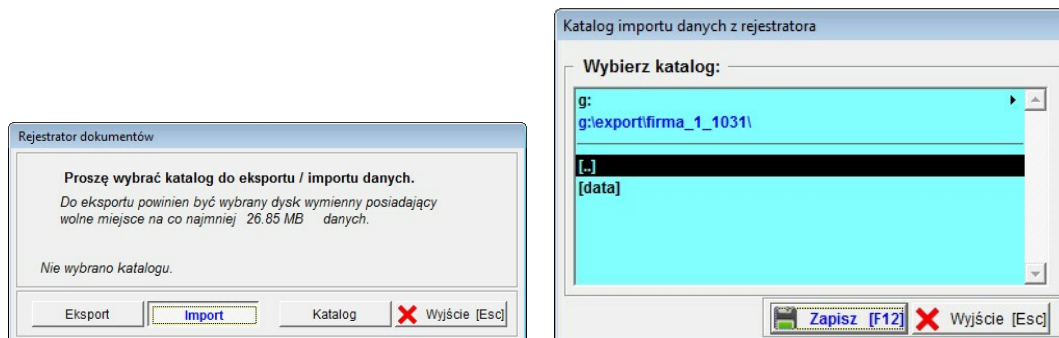 Rejestrator dokumentów
Proszę wybrać katalog do eksportu / importu danych.
Do eksportu powinien być wybrany dysk wymienny posiadający
wolne miejsce na co najmniej 26.85 MB danych.
Nie wybrano katalogu.
Eksport Import Katalog Wyjście [Esc]
Katalog importu danych z rejestratora
Wybierz katalog:
g:
g:\export\firma_1_1031\
[..]
[data]
Zapisz [F12] Wyjście [Esc]